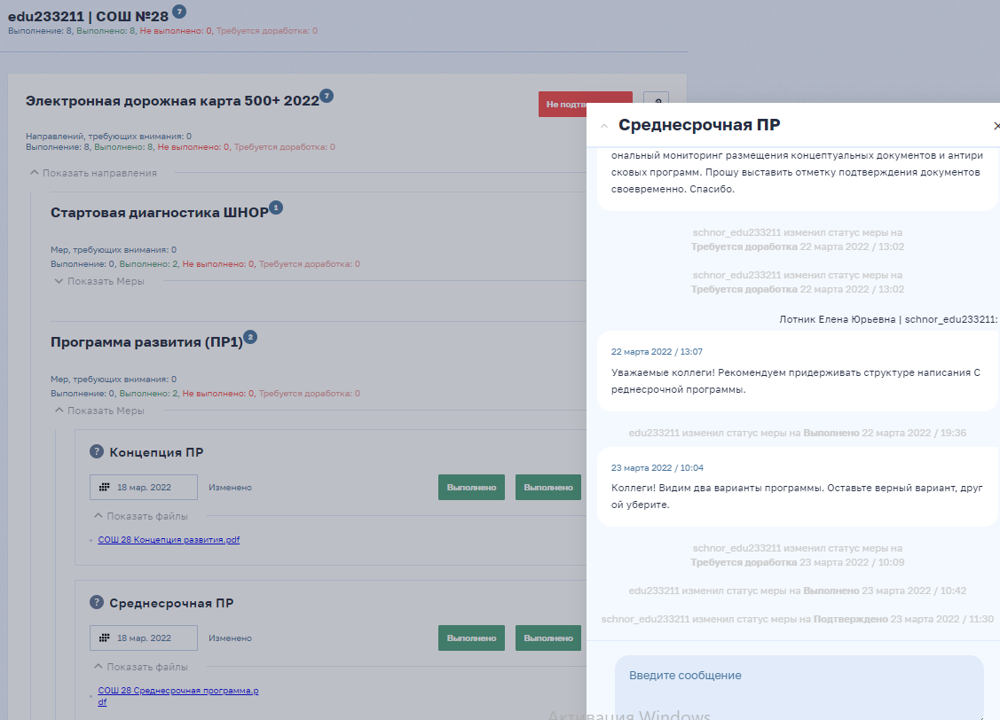 edu233211 | СОШ №28 7
Выполнение: 8, Выполнено: 8, Не выполнено: 0, Требуется доработка: 0
Электронная дорожная карта 500+ 2022 7
Не подтв
Направлений, требующих внимания: 0
Выполнение: 8, Выполнено: 8, Не выполнено: 0, Требуется доработка: 0
Показать направления
Стартовая диагностика ШНОР 1
Мер, требующих внимания: 0
Выполнение: 0, Выполнено: 2, Не выполнено: 0, Требуется доработка: 0
Показать Меры
Программа развития (ПР1) 2
Мер, требующих внимания: 0
Выполнение: 0, Выполнено: 2, Не выполнено: 0, Требуется доработка: 0
Показать Меры
? Концепция ПР
18 мар. 2022 Изменено Выполнено Выполнено
Показать файлы
СОШ 28 Концепция развития.pdf
? Среднесрочная ПР
18 мар. 2022 Изменено Выполнено Выполнено
Показать файлы
СОШ 28 Среднесрочная программа.p
df
Среднесрочная ПР
ональный мониторинг размещения концептуальных документов и антири
сковых программ. Прошу выставить отметку подтверждения документов
своевременно. Спасибо.
schnor_edu233211 изменил статус меры на
Требуется доработка 22 марта 2022 / 13:02
schnor_edu233211 изменил статус меры на
Требуется доработка 22 марта 2022 / 13:02
Лотник Елена Юрьевна | schnor_edu233211:
22 марта 2022 / 13:07
Уважаемые коллеги! Рекомендуем придерживать структуре написания С
реднесрочной программы.
edu233211 изменил статус меры на Выполнено 22 марта 2022 / 19:36
23 марта 2022 / 10:04
Коллеги! Видим два варианты программы. Оставьте верный вариант, друг
ой уберите.
schnor_edu233211 изменил статус меры на
Требуется доработка 23 марта 2022 / 10:09
edu233211 изменил статус меры на Выполнено 23 марта 2022 / 10:42
schnor_edu233211 изменил статус меры на Подтверждено 23 марта 2022 / 11:30
Введите сообщение
Активация Windows